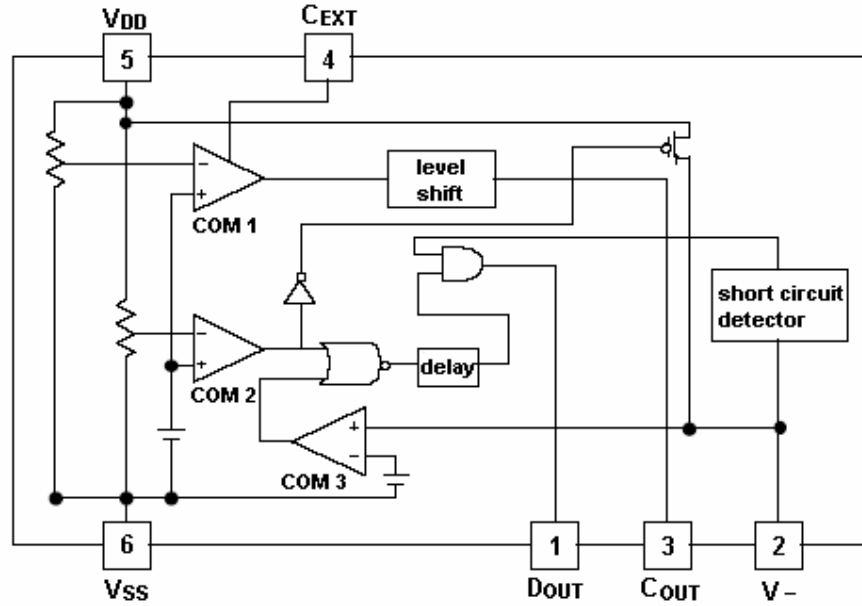 VDD
CEXT
5
4
−
+
COM 1
level
shift
short circuit
detector
−
+
COM 2
delay
+
−
COM 3
6
1
3
2
VSS
DOUT
COUT
V−